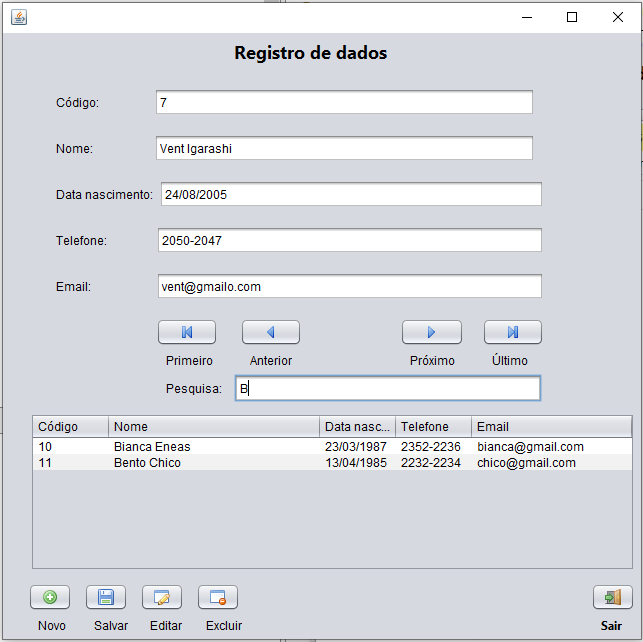 Registro de dados
Código: 7
Nome: Vent Igarashi
Data nascimento: 24/08/2005
Telefone: 2050-2047
Email: vent@gmailo.com
Primeiro Anterior Próximo Último
Pesquisa: B
Código Nome Data nasc... Telefone Email
10 Bianca Eneas 23/03/1987 2352-2236 bianca@gmail.com
11 Bento Chico 13/04/1985 2232-2234 chico@gmail.com
Novo Salvar Editar Excluir Sair